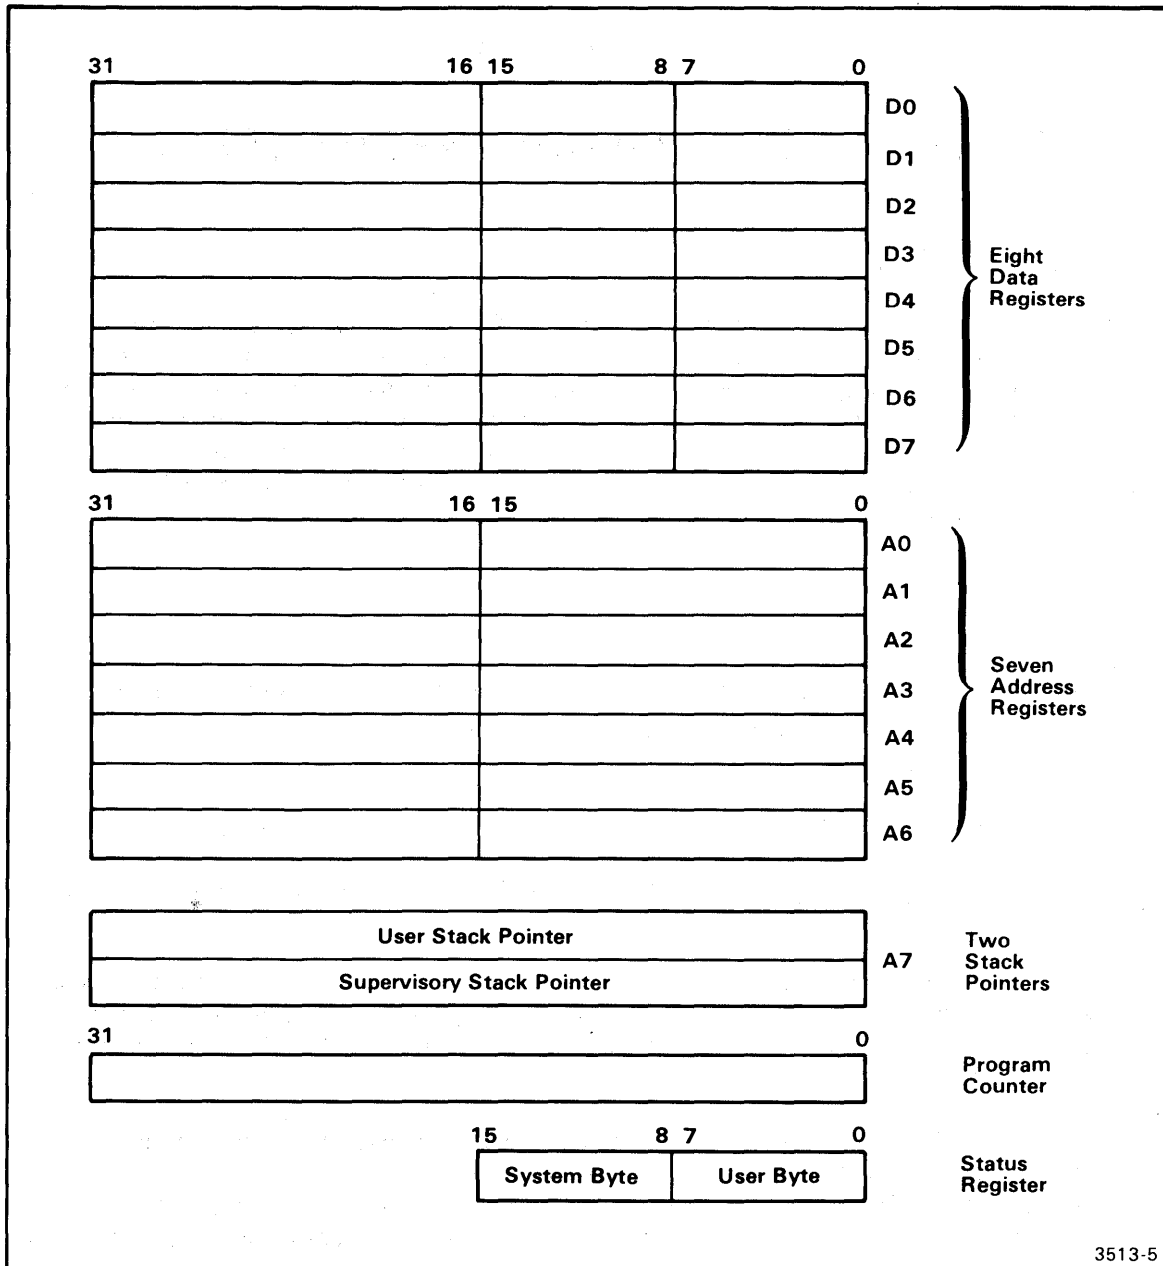 31 16 15 8 7 0
D0
D1
D2
D3
D4
D5
D6
D7
Eight
Data
Registers
31 16 15 0
A0
A1
A2
A3
A4
A5
A6
Seven
Address
Registers
User Stack Pointer
Supervisory Stack Pointer
A7
Two
Stack
Pointers
31 0
Program
Counter
15 8 7 0
System Byte User Byte
Status
Register
3513-5